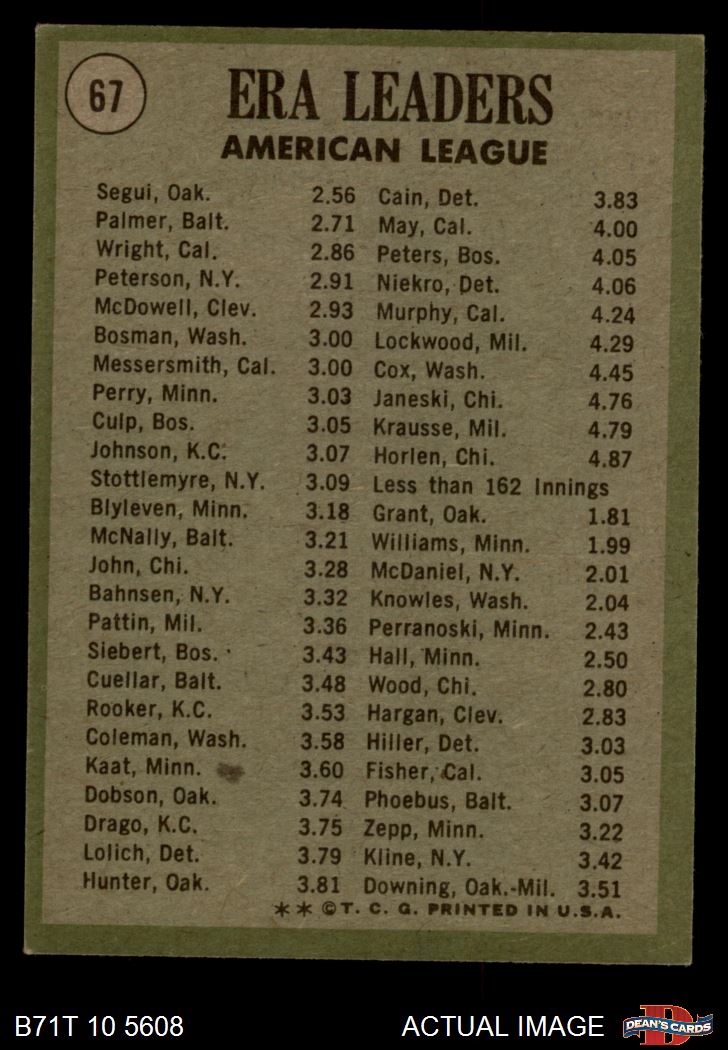 67
ERA LEADERS
AMERICAN LEAGUE
Segui, Oak. 2.56
Palmer, Balt. 2.71
Wright, Cal. 2.86
Peterson, N.Y. 2.91
McDowell, Clev. 2.93
Bosman, Wash. 3.00
Messersmith, Cal. 3.00
Perry, Minn. 3.03
Culp, Bos. 3.05
Johnson, K.C. 3.07
Stottlemyre, N.Y. 3.09
Blyleven, Minn. 3.18
McNally, Balt. 3.21
John, Chi. 3.28
Bahnsen, N.Y. 3.32
Pattin, Mil. 3.36
Siebert, Bos. 3.43
Cuellar, Balt. 3.48
Rooker, K.C. 3.53
Coleman, Wash. 3.58
Kaat, Minn. 3.60
Dobson, Oak. 3.74
Drago, K.C. 3.75
Lolich, Det. 3.79
Hunter, Oak. 3.81
Cain, Det. 3.83
May, Cal. 4.00
Peters, Bos. 4.05
Niekro, Det. 4.06
Murphy, Cal. 4.24
Lockwood, Mil. 4.29
Cox, Wash. 4.45
Janeski, Chi. 4.76
Krausse, Mil. 4.79
Horlen, Chi. 4.87
Less than 162 Innings
Grant, Oak. 1.81
Williams, Minn. 1.99
McDaniel, N.Y. 2.01
Knowles, Wash. 2.04
Perranoski, Minn. 2.43
Hall, Minn. 2.50
Wood, Chi. 2.80
Hargan, Clev. 2.83
Hiller, Det. 3.03
Fisher, Cal. 3.05
Phoebus, Balt. 3.07
Zepp, Minn. 3.22
Kline, N.Y. 3.42
Downing, Oak.-Mil. 3.51
** ©T. C. G. PRINTED IN U.S.A.
B71T 10 5608
ACTUAL IMAGE
D
DEAN'S CARDS